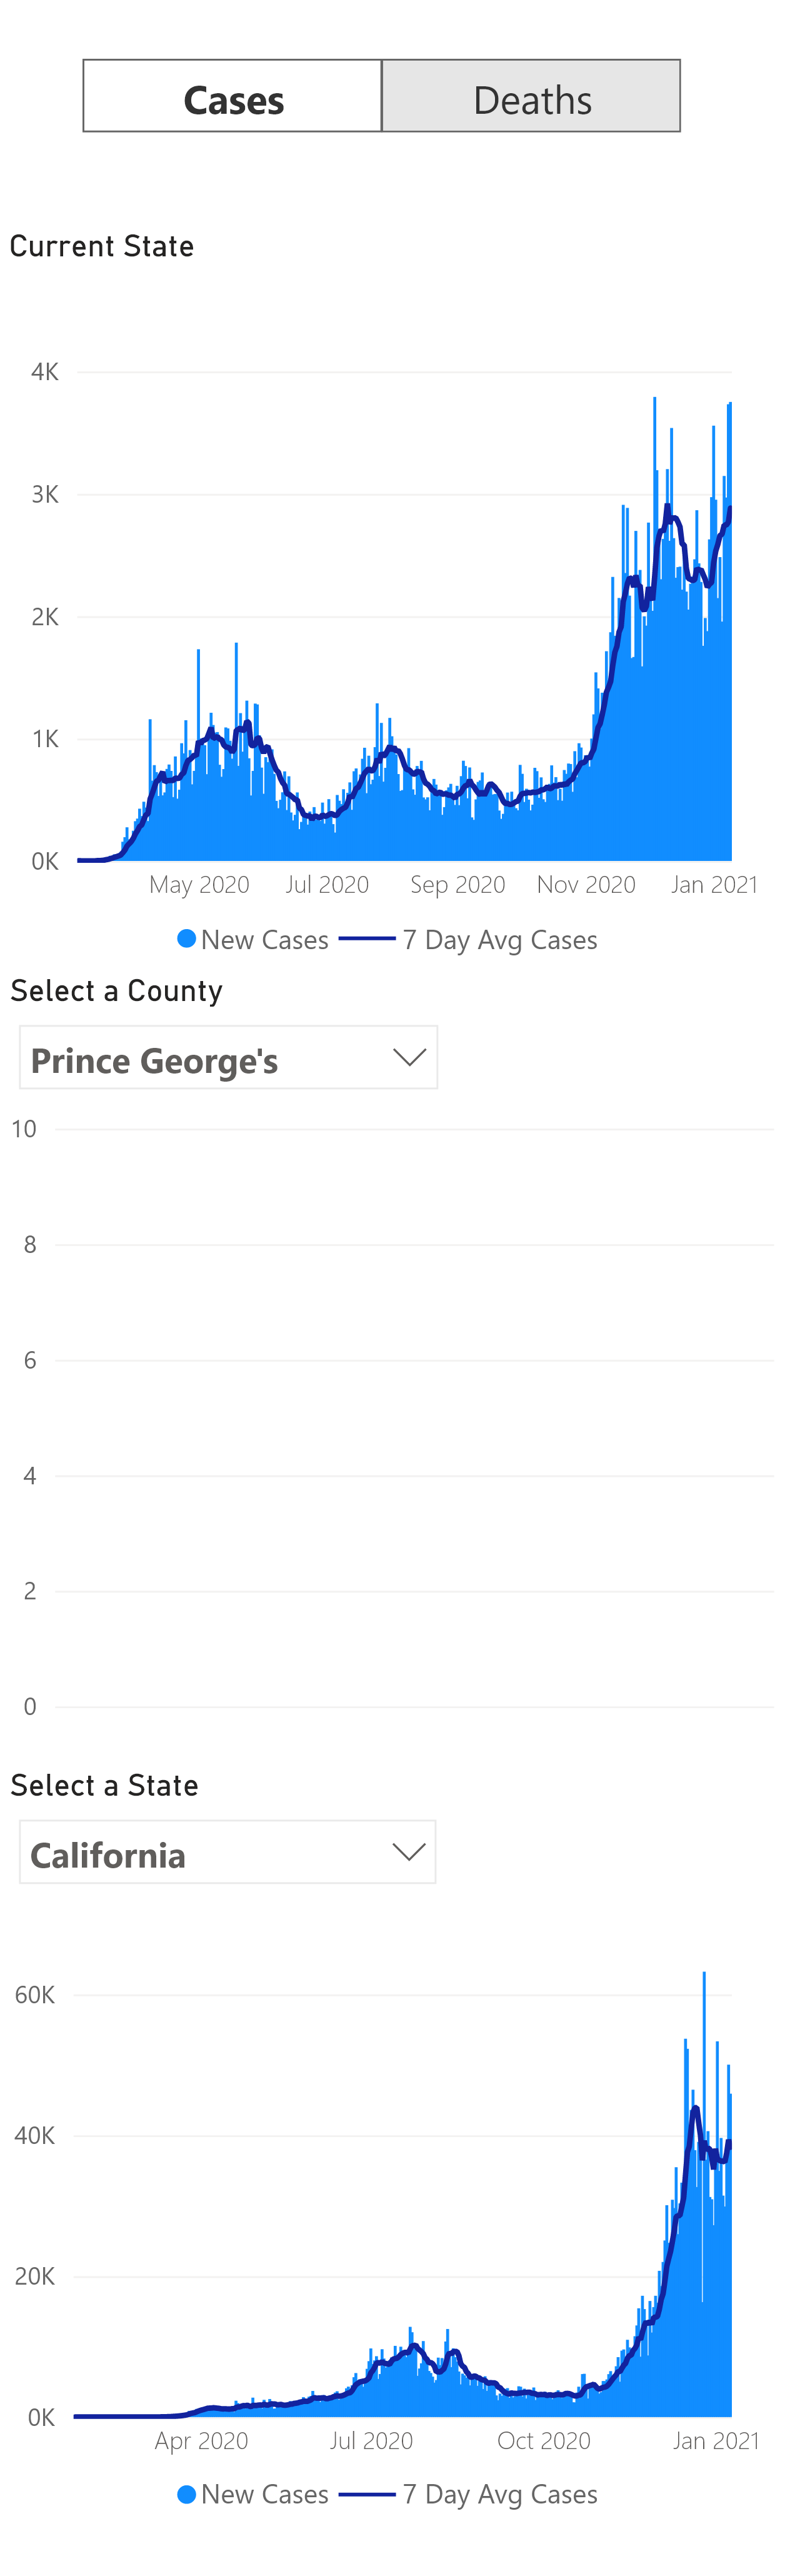 Cases Deaths
Current State
4K
3K
2K
1K
0K
May 2020 Jul 2020 Sep 2020 Nov 2020 Jan 2021
New Cases 7 Day Avg Cases
Select a County
Prince George's
10
8
6
4
2
0
Select a State
California
60K
40K
20K
0K
Apr 2020 Jul 2020 Oct 2020 Jan 2021
New Cases 7 Day Avg Cases